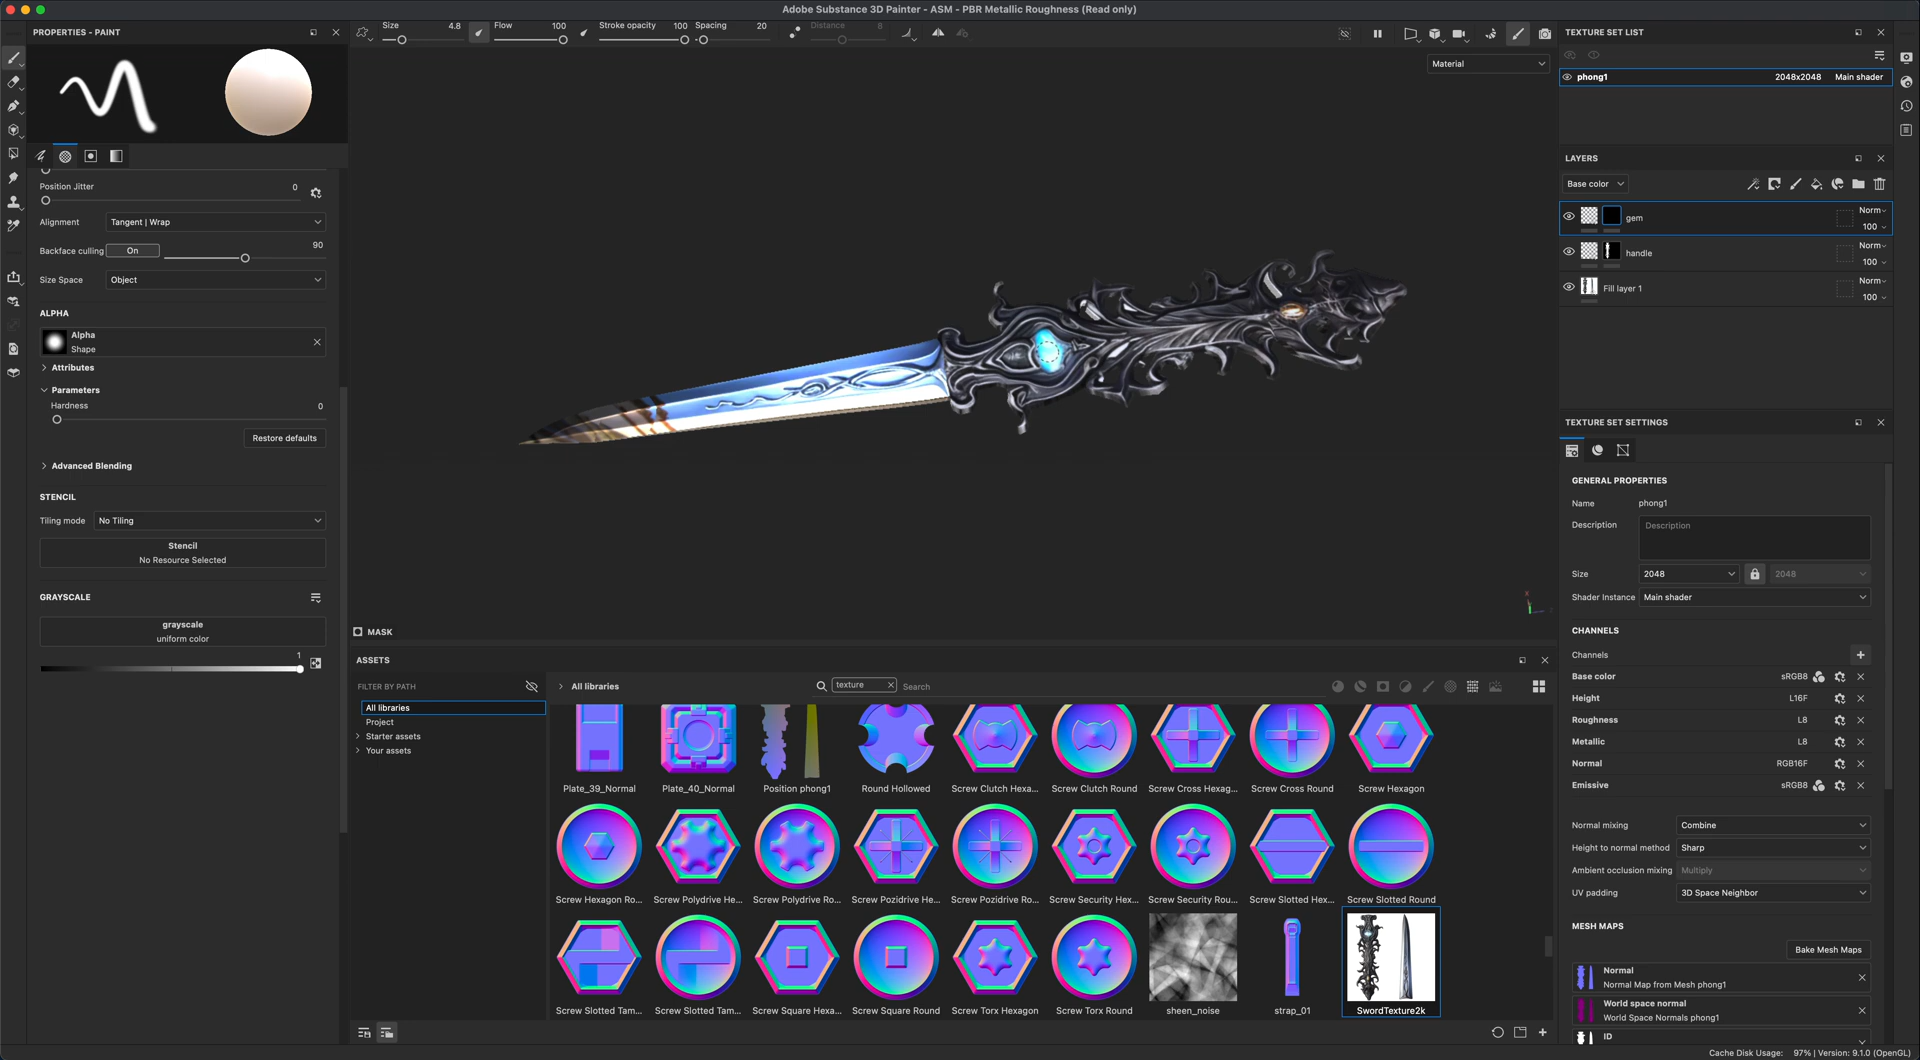 Adobe Substance 3D Painter - ASM - PBR Metallic Roughness (Read only)
PROPERTIES - PAINT
Size 4.8
Flow 100
Stroke opacity 100
Spacing 20
Distance 8
Material
Position Jitter 0
Alignment Tangent | Wrap
Backface culling On 90
Size Space Object
ALPHA
Alpha
Shape
Attributes
Parameters
Hardness 0
Restore defaults
Advanced Blending
STENCIL
Tiling mode No Tiling
Stencil
No Resource Selected
GRAYSCALE
grayscale
uniform color
1
MASK
ASSETS
FILTER BY PATH
All libraries
Project
Starter assets
Your assets
All libraries
texture
Search
Plate_39_Normal
Plate_40_Normal
Position phong1
Round Hollowed
Screw Clutch Hexa...
Screw Clutch Round
Screw Cross Hexag...
Screw Cross Round
Screw Hexagon
Screw Hexagon Ro...
Screw Polydrive He...
Screw Polydrive Ro...
Screw Pozidrive He...
Screw Pozidrive Ro...
Screw Security Hex...
Screw Security Rou...
Screw Slotted Hex...
Screw Slotted Round
Screw Slotted Tam...
Screw Slotted Tam...
Screw Square Hexa...
Screw Square Round
Screw Torx Hexagon
Screw Torx Round
sheen_noise
strap_01
SwordTexture2k
TEXTURE SET LIST
phong1 2048x2048 Main shader
LAYERS
Base color
gem Norm
100
handle Norm
100
Fill layer 1 Norm
100
TEXTURE SET SETTINGS
GENERAL PROPERTIES
Name phong1
Description Description
Size 2048 2048
Shader Instance Main shader
CHANNELS
Channels
Base color sRGB8
Height L16F
Roughness L8
Metallic L8
Normal RGB16F
Emissive sRGB8
Normal mixing Combine
Height to normal method Sharp
Ambient occlusion mixing Multiply
UV padding 3D Space Neighbor
MESH MAPS
Bake Mesh Maps
Normal
Normal Map from Mesh phong1
World space normal
World Space Normals phong1
ID
Cache Disk Usage: 97% | Version: 9.1.0 (OpenGL)